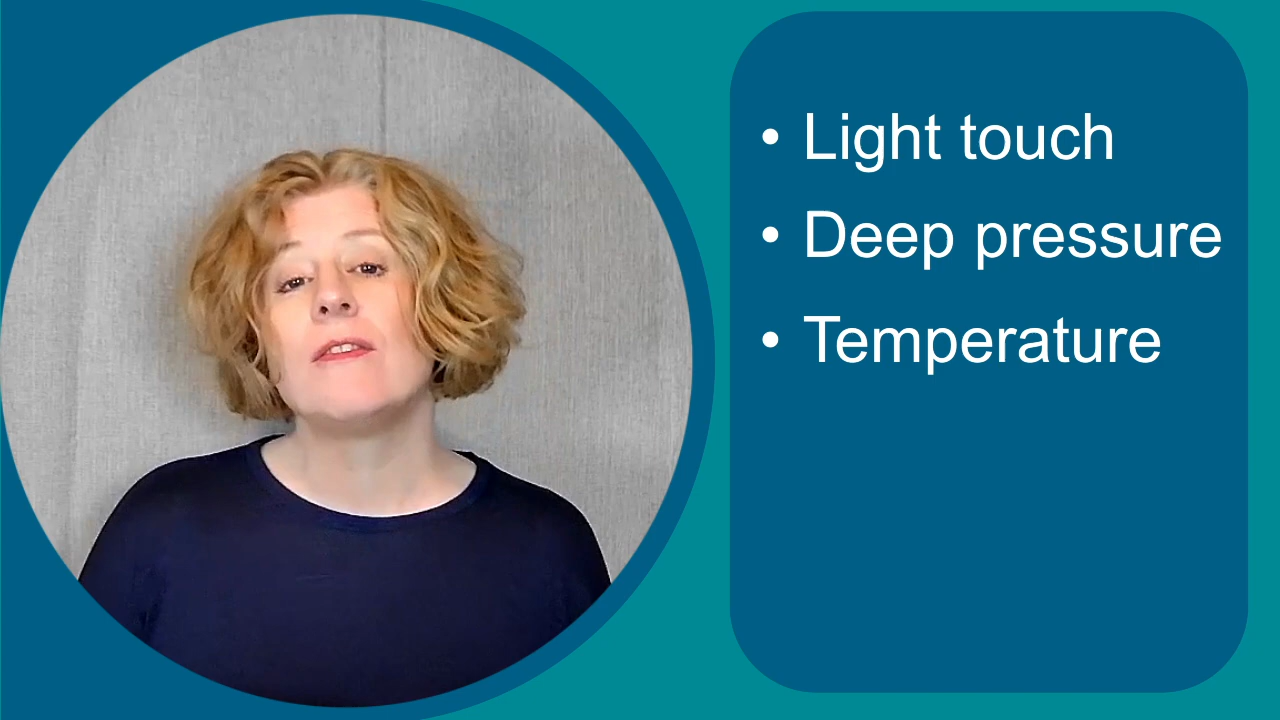 • Light touch
• Deep pressure
• Temperature